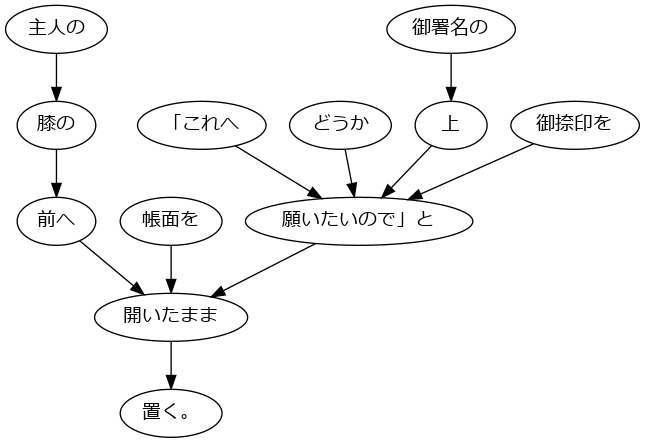 主人の
御署名の
膝の
「これへ
どうか
上
御捺印を
前へ
帳面を
願いたいので」と
開いたまま
置く。